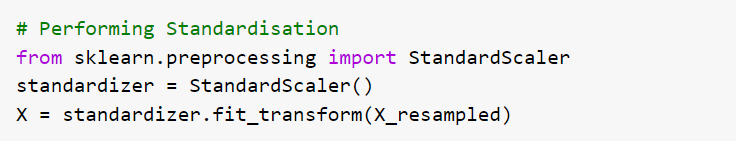 # Performing Standardisation
from sklearn.preprocessing import StandardScaler
standardizer = StandardScaler()
X = standardizer.fit_transform(X_resampled)